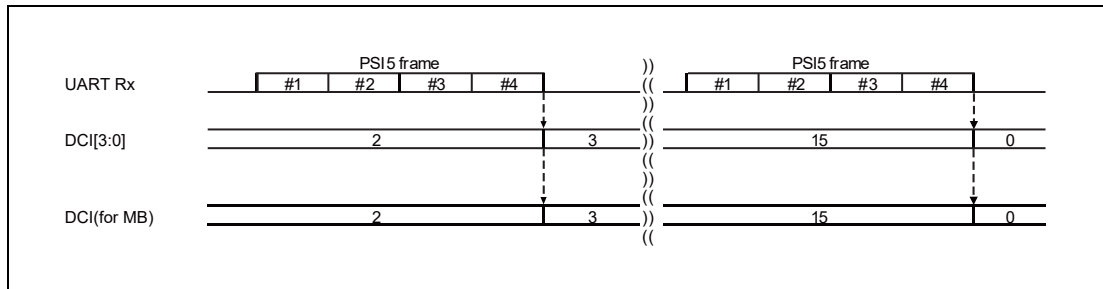 PSI5 frame PSI5 frame
UART Rx #1 #2 #3 #4 #1 #2 #3 #4
DCI[3:0] 2 3 15 0
DCI(for MB) 2 3 15 0